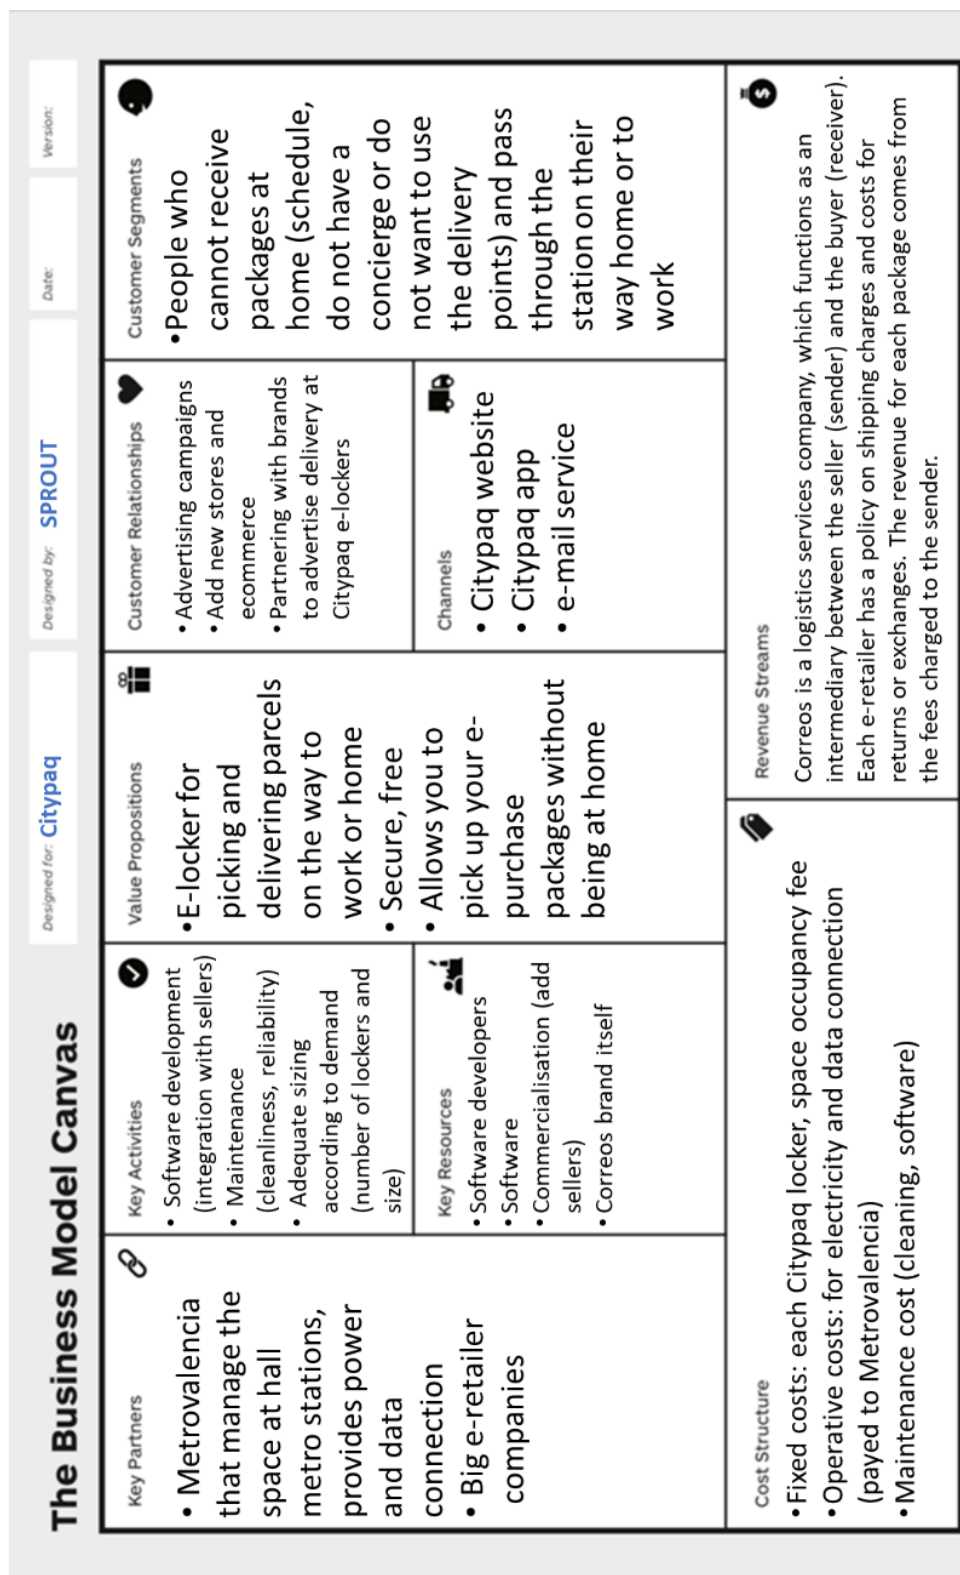 The Business Model Canvas
Designed for: Citypaq
Designed by: SPROUT
Date:
Version:
Key Partners
• Metrovalencia
that manage the
space at hall
metro stations,
provides power
and data
connection
• Big e-retailer
companies
Key Activities
• Software development
(integration with sellers)
• Maintenance
(cleanliness, reliability)
• Adequate sizing
according to demand
(number of lockers and
size)
Key Resources
• Software developers
• Software
• Commercialisation (add
sellers)
• Correos brand itself
Value Propositions
• E-locker for
picking and
delivering parcels
on the way to
work or home
• Secure, free
• Allows you to
pick up your e-
purchase
packages without
being at home
Customer Relationships
• Advertising campaigns
• Add new stores and
ecommerce
• Partnering with brands
to advertise delivery at
Citypaq e-lockers
Channels
• Citypaq website
• Citypaq app
• e-mail service
Customer Segments
• People who
cannot receive
packages at
home (schedule,
do not have a
concierge or do
not want to use
the delivery
points) and pass
through the
station on their
way home or to
work
Cost Structure
• Fixed costs: each Citypaq locker, space occupancy fee
• Operative costs: for electricity and data connection
(payed to Metrovalencia)
• Maintenance cost (cleaning, software)
Revenue Streams
Correos is a logistics services company, which functions as an
intermediary between the seller (sender) and the buyer (receiver).
Each e-retailer has a policy on shipping charges and costs for
returns or exchanges. The revenue for each package comes from
the fees charged to the sender.